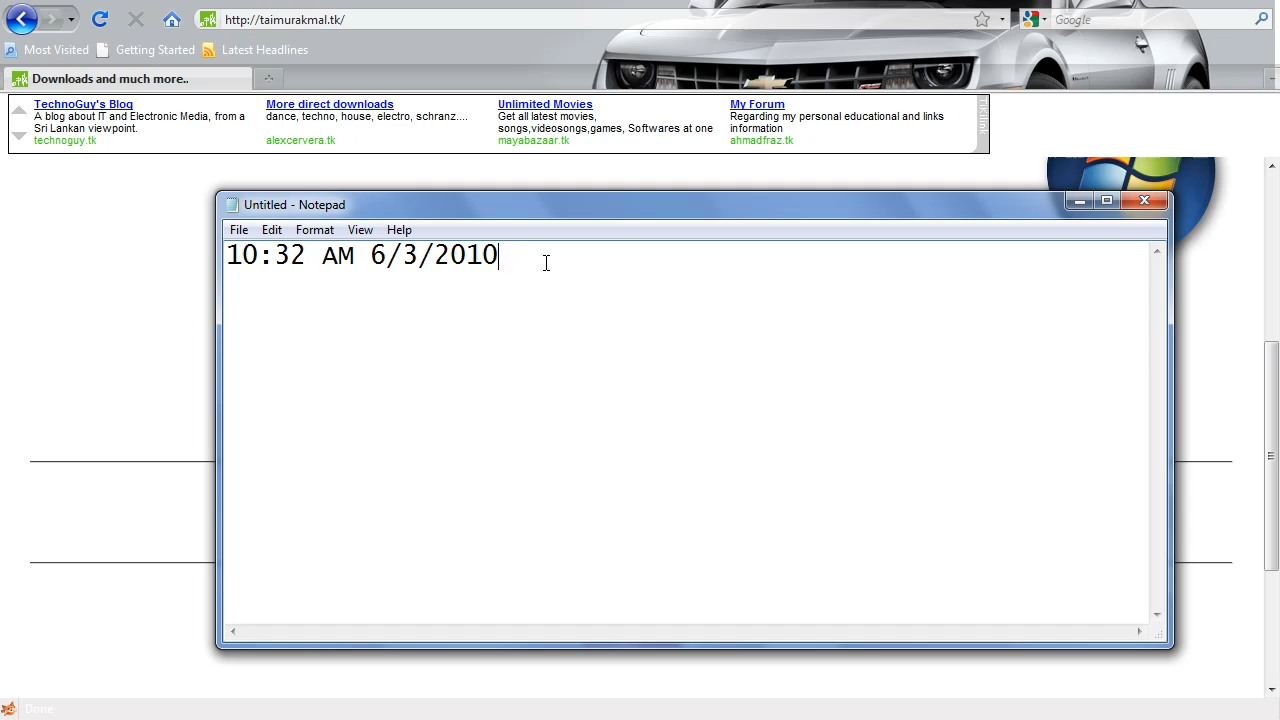 http://taimurakmal.tk/
Google
Most Visited Getting Started Latest Headlines
Downloads and much more..
TechnoGuy's Blog
A blog about IT and Electronic Media, from a
Sri Lankan viewpoint.
technoguy.tk
More direct downloads
dance, techno, house, electro, schranz....
alexcervera.tk
Unlimited Movies
Get all latest movies,
songs,videosongs,games, Softwares at one
mayabazaar.tk
My Forum
Regarding my personal educational and links
information
ahmadfraz.tk
Untitled - Notepad
File Edit Format View Help
10:32 AM 6/3/2010
Done